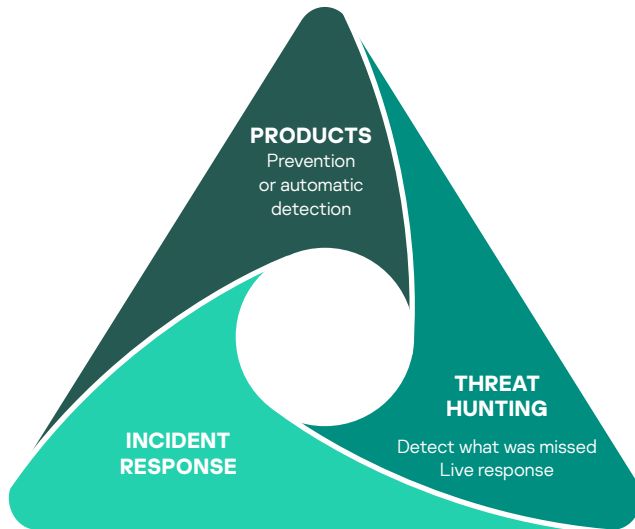 PRODUCTS
Prevention
or automatic
detection
THREAT
HUNTING
Detect what was missed
Live response
INCIDENT
RESPONSE